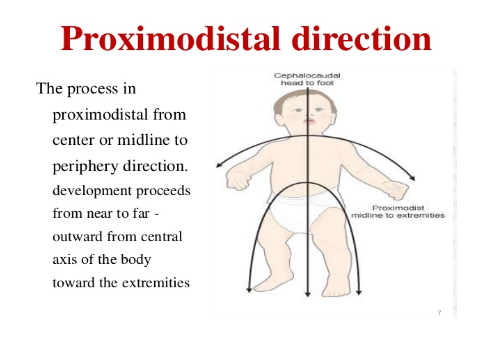 Proximodistal direction
The process in
proximodistal from
center or midline to
periphery direction.
development proceeds
from near to far -
outward from central
axis of the body
toward the extremities
Cephalocaudal
head to foot
Proximodist
midline to extremities
7